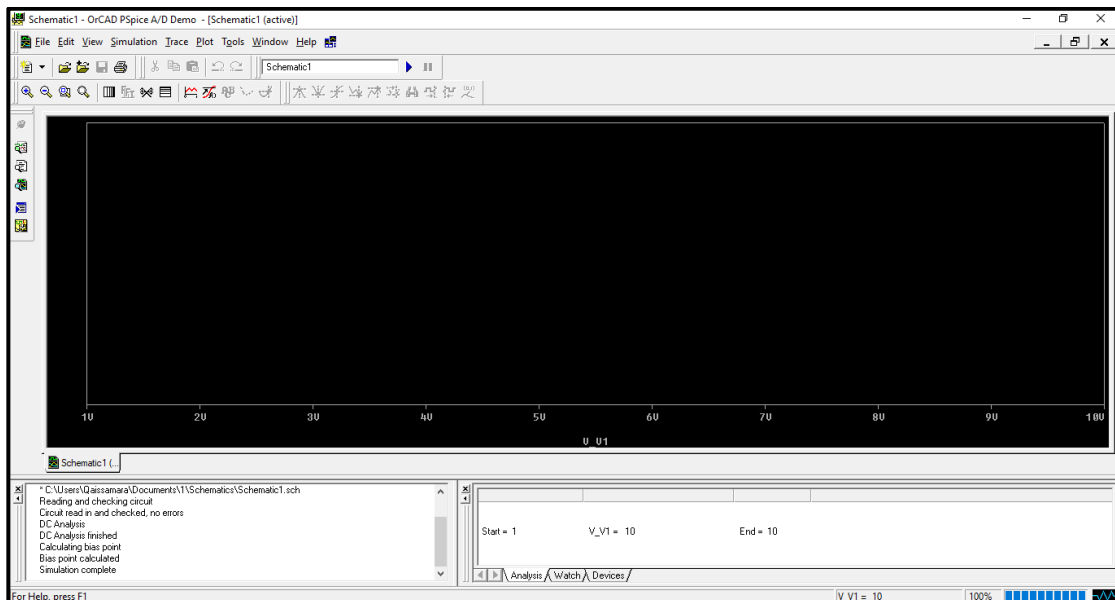 Schematic1 - OrCAD PSpice A/D Demo - [Schematic1 (active)]
File Edit View Simulation Trace Plot Tools Window Help
Schematic1
1V 2V 3V 4V 5V 6V 7V 8V 9V 10V
V_V1
Schematic1 (...
* C:\Users\Qaissamara\Documents\1\Schematics\Schematic1.sch
Reading and checking circuit
Circuit read in and checked, no errors
DC Analysis
DC Analysis finished
Calculating bias point
Bias point calculated
Simulation complete
Start = 1 V_V1 = 10 End = 10
Analysis Watch Devices
For Help, press F1 V_V1 = 10 100%